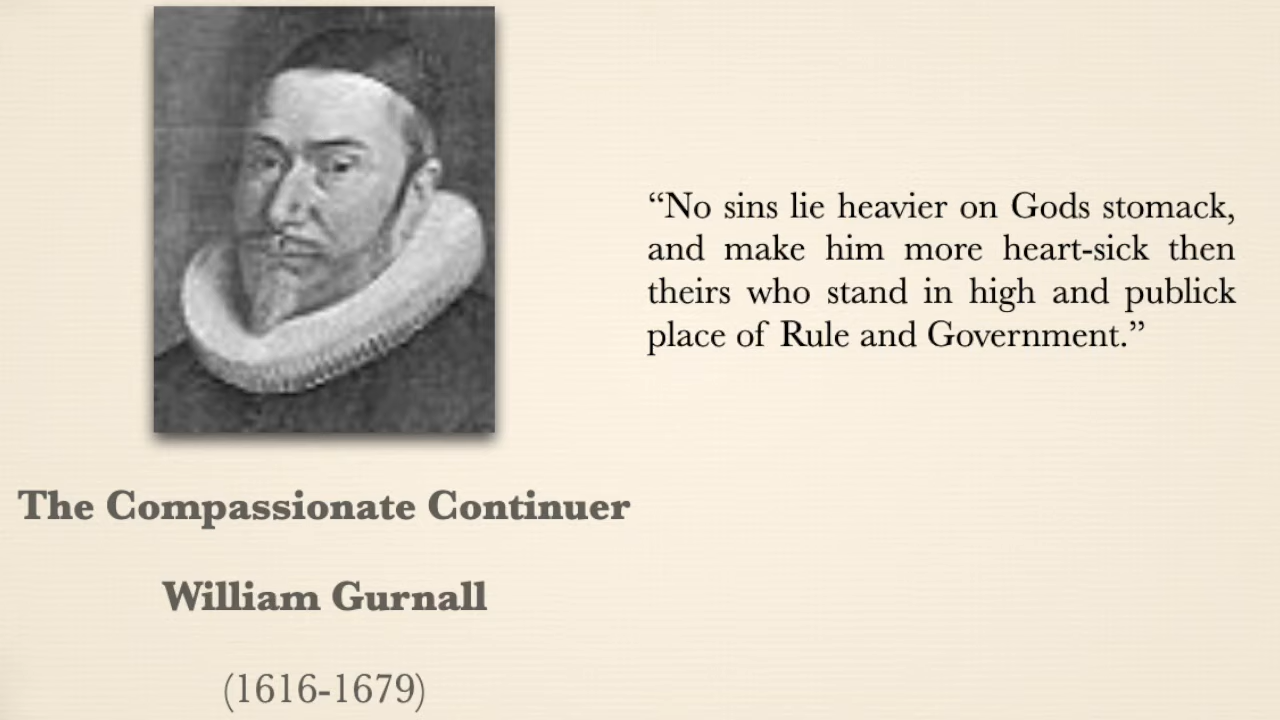 “No sins lie heavier on Gods stomack,
and make him more heart-sick then
theirs who stand in high and publick
place of Rule and Government.”
The Compassionate Continuer
William Gurnall
(1616-1679)